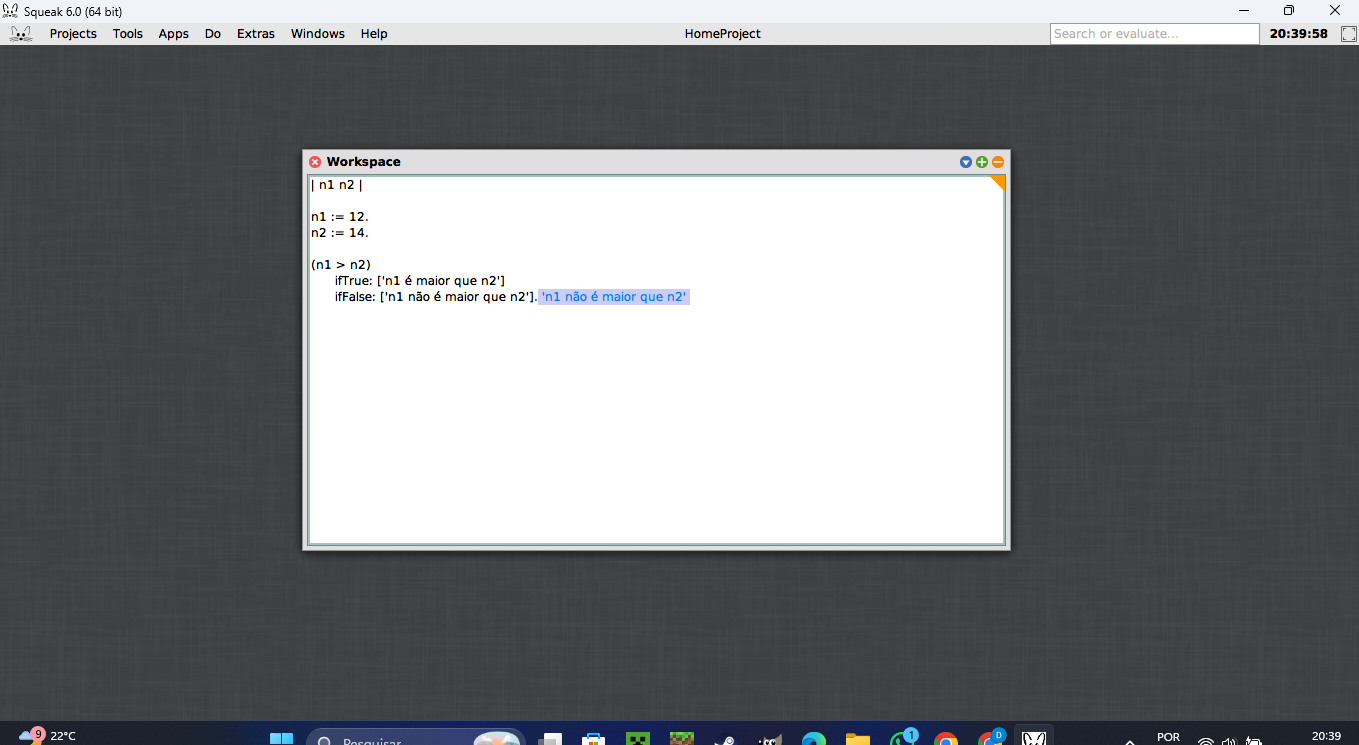 Squeak 6.0 (64 bit)
Projects Tools Apps Do Extras Windows Help HomeProject Search or evaluate... 20:39:58
Workspace
| n1 n2 |
n1 := 12.
n2 := 14.
(n1 > n2)
ifTrue: ['n1 é maior que n2']
ifFalse: ['n1 não é maior que n2']. 'n1 não é maior que n2'
9 22°C Pesquisar 1 D POR 20:39